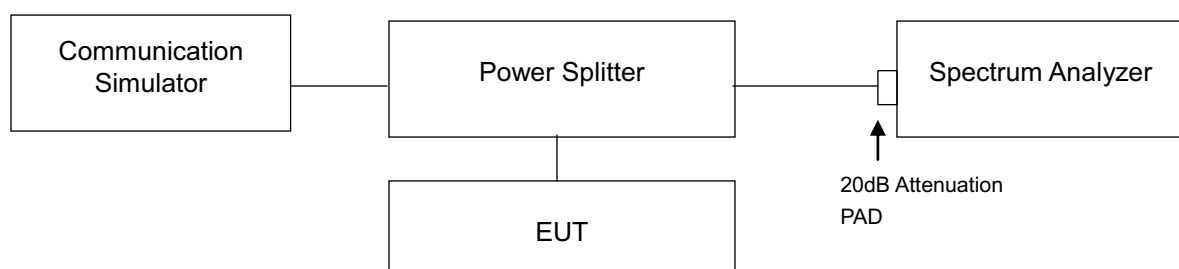 Communication
Simulator
Power Splitter
Spectrum Analyzer
20dB Attenuation
PAD
EUT